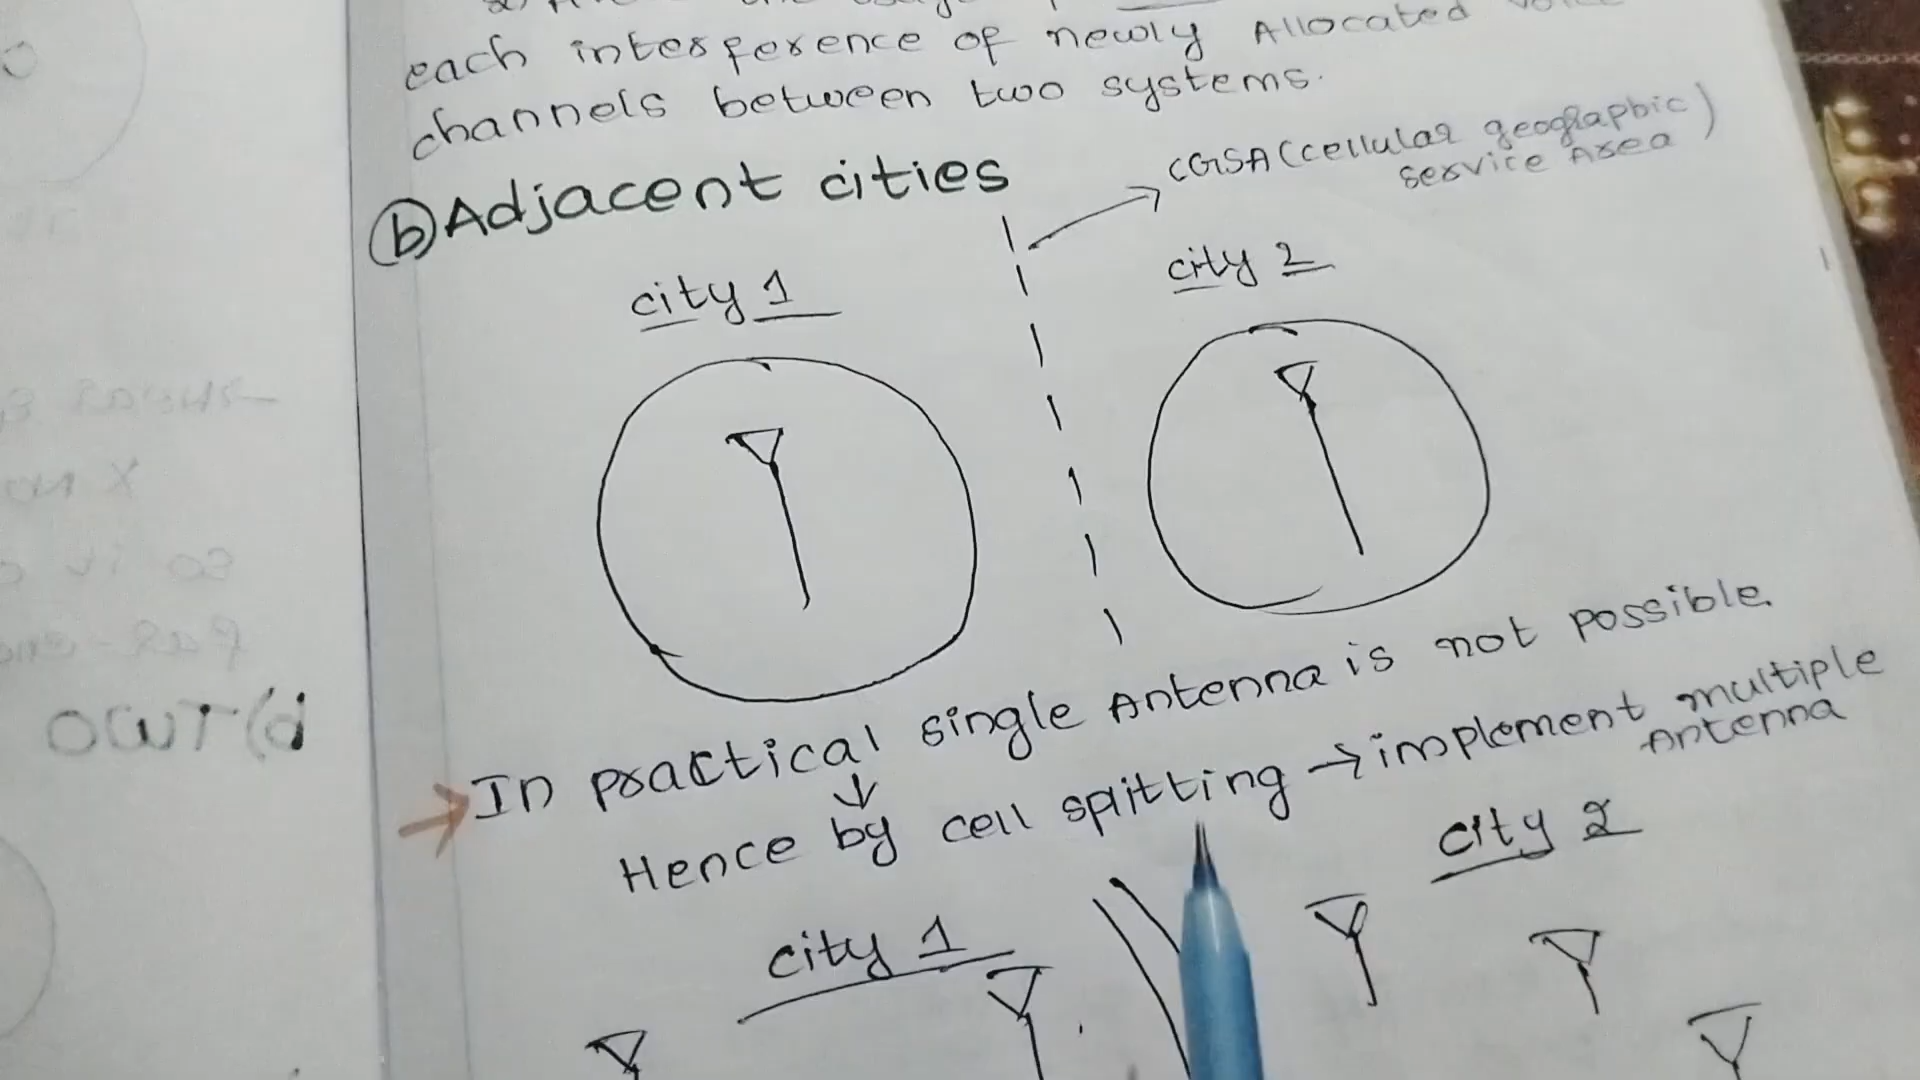 each interference of newly Allocated
channels between two systems.
CGSA (cellular geographic
service Area)
(b) Adjacent cities
city 1
city 2
In practical single Antenna is not possible.
Hence by cell splitting → implement multiple
Antenna
city 1
city 2